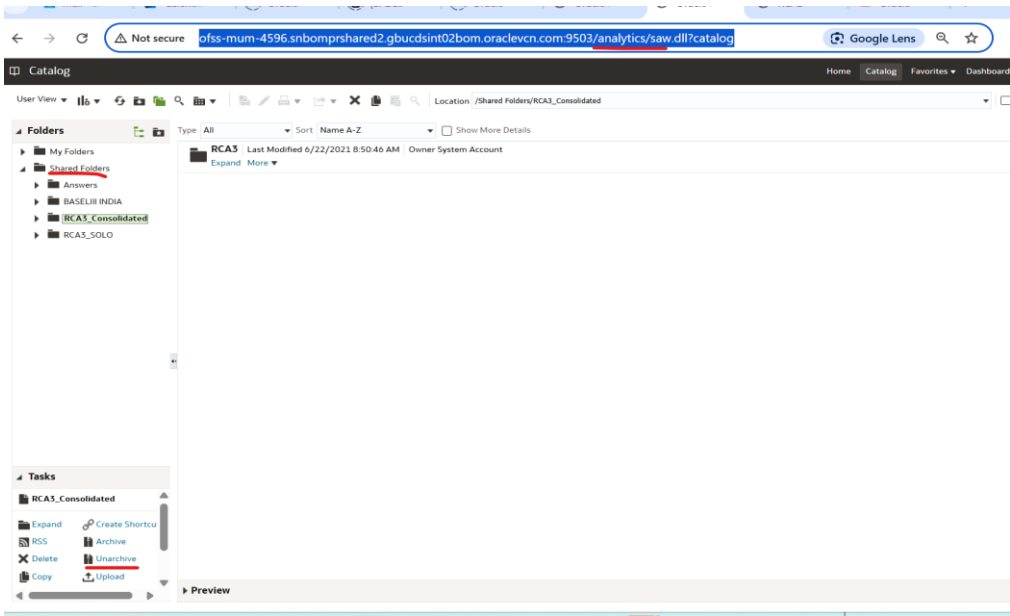 Not secure ofss-mum-4596.snbomprshared2.gbucdsint02bom.oraclevcn.com:9503/analytics/saw.dll?catalog Google Lens
Catalog Home Catalog Favorites Dashboard
User View Location /Shared Folders/RCA3_Consolidated
Folders Type All Sort Name A-Z Show More Details
My Folders RCA3 Last Modified 6/22/2021 8:50:46 AM Owner System Account
Expand More
Shared Folders
Answers
BASELIII INDIA
RCA3_Consolidated
RCA3_SOLO
Tasks
RCA3_Consolidated
Expand Create Shortcu
RSS Archive
Delete Unarchive
Copy Upload
Preview